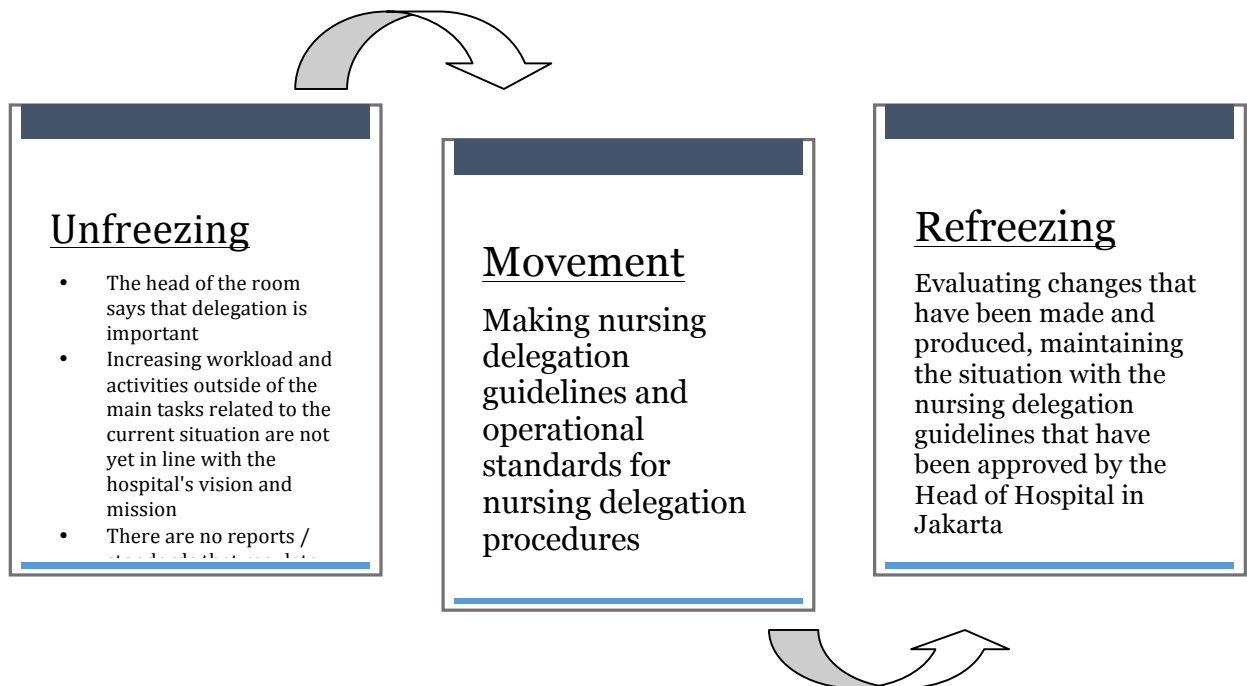 Unfreezing
• The head of the room
says that delegation is
important
• Increasing workload and
activities outside of the
main tasks related to the
current situation are not
yet in line with the
hospital's vision and
mission
• There are no reports /
Movement
Making nursing
delegation
guidelines and
operational
standards for
nursing delegation
procedures
Refreezing
Evaluating changes that
have been made and
produced, maintaining
the situation with the
nursing delegation
guidelines that have
been approved by the
Head of Hospital in
Jakarta